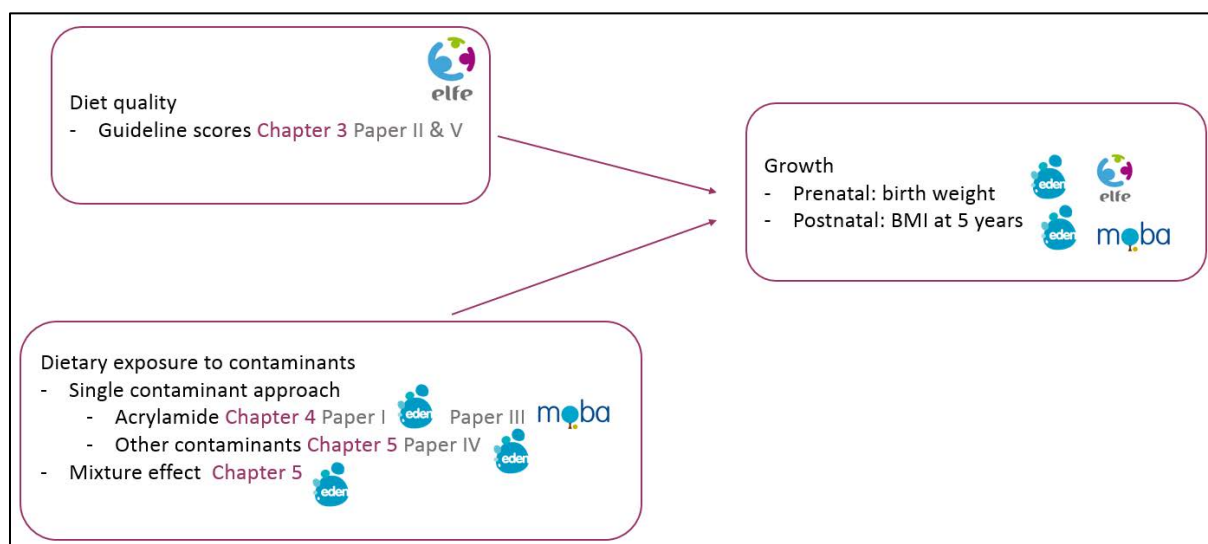 elfe
Diet quality
- Guideline scores Chapter 3 Paper II & V
Growth
- Prenatal: birth weight eden elfe
- Postnatal: BMI at 5 years eden moba
Dietary exposure to contaminants
- Single contaminant approach
- Acrylamide Chapter 4 Paper I eden Paper III moba
- Other contaminants Chapter 5 Paper IV eden
- Mixture effect Chapter 5 eden